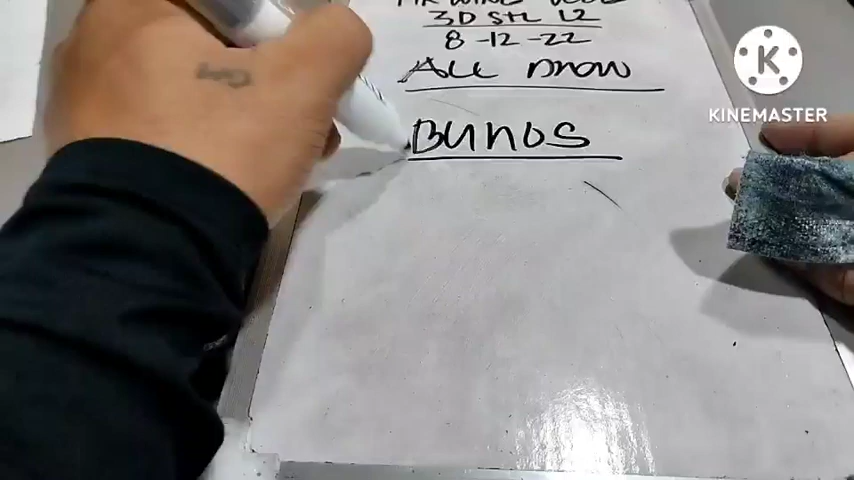 3D STL L2
8-12-22
ALL DRAW
BUNOS
K
KINEMASTER